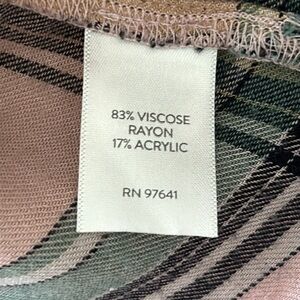 83% VISCOSE
RAYON
17% ACRYLIC
RN 97641